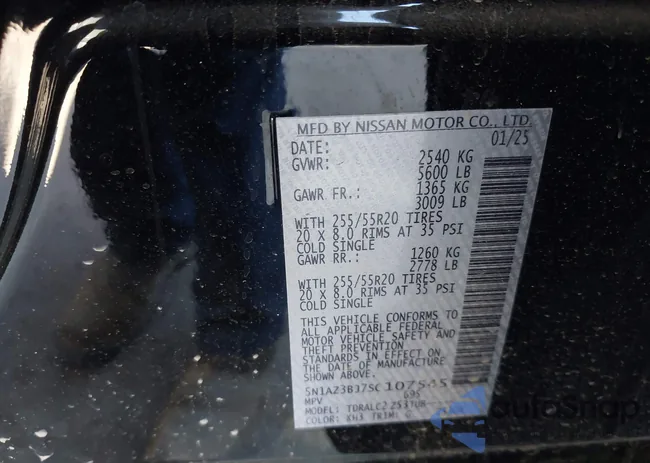 MFD BY NISSAN MOTOR CO., LTD.
DATE: 01/25
GVWR: 2540 KG
5600 LB
GAWR FR.: 1365 KG
3009 LB
WITH 255/55R20 TIRES
20 X 8.0 RIMS AT 35 PSI
COLD SINGLE
GAWR RR.: 1260 KG
2778 LB
WITH 255/55R20 TIRES
20 X 8.0 RIMS AT 35 PSI
COLD SINGLE
THIS VEHICLE CONFORMS TO
ALL APPLICABLE FEDERAL
MOTOR VEHICLE SAFETY AND
THEFT PREVENTION
STANDARDS IN EFFECT ON
THE DATE OF MANUFACTURE
SHOWN ABOVE.
MPV
MODEL:
COLOR: KH3 TRIM:
AutoSnap